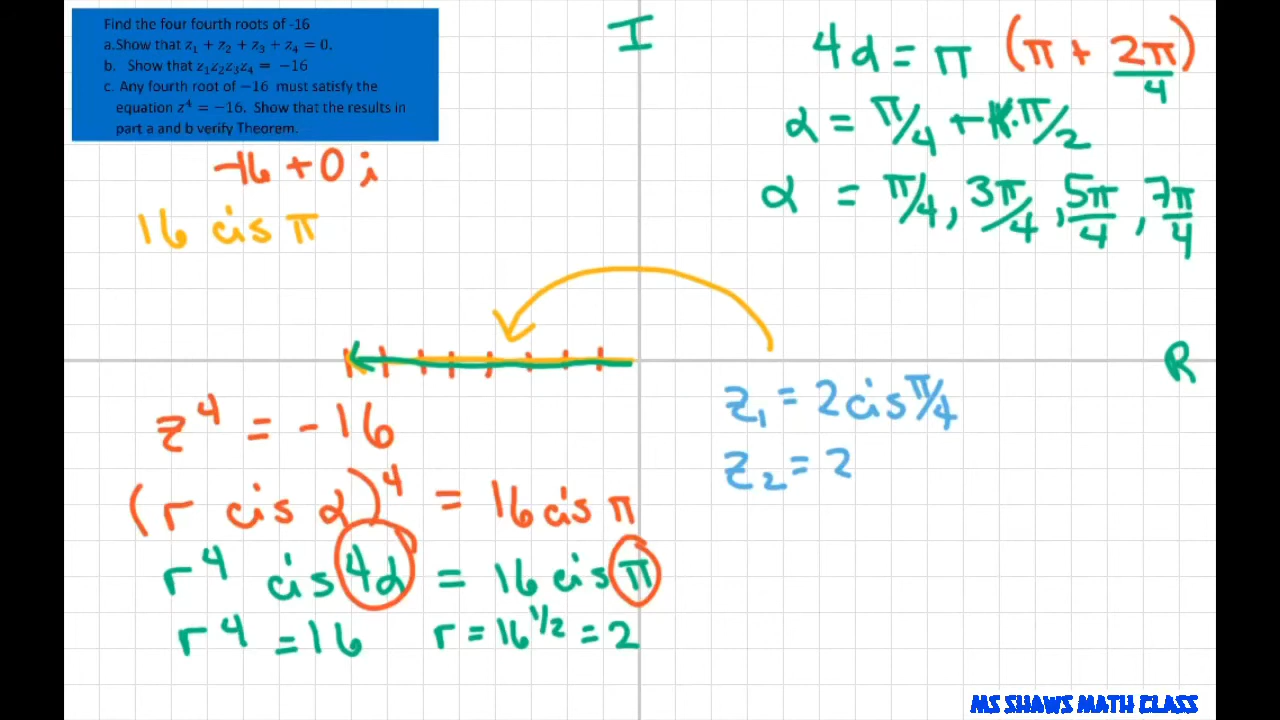 Find the four fourth roots of -16
a.Show that z₁ + z₂ + z₃ + z₄ = 0.
b. Show that z₁z₂z₃z₄ = −16
c. Any fourth root of −16 must satisfy the
equation z⁴ = −16. Show that the results in
part a and b verify Theorem.
I
4α = π (π + 2π/4)
α = π/4 + k·π/2
α = π/4, 3π/4, 5π/4, 7π/4
-16 + 0i
16 cis π
R
z⁴ = -16
(r cis α)⁴ = 16 cis π
r⁴ cis 4α = 16 cis π
r⁴ = 16 r = 16^1/2 = 2
z₁ = 2 cis π/4
z₂ = 2
MS SHAWS MATH CLASS